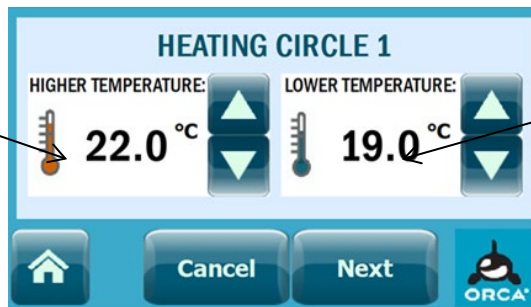 HEATING CIRCLE 1
HIGHER TEMPERATURE:
22.0 °C
LOWER TEMPERATURE:
19.0 °C
Cancel
Next
ORCA